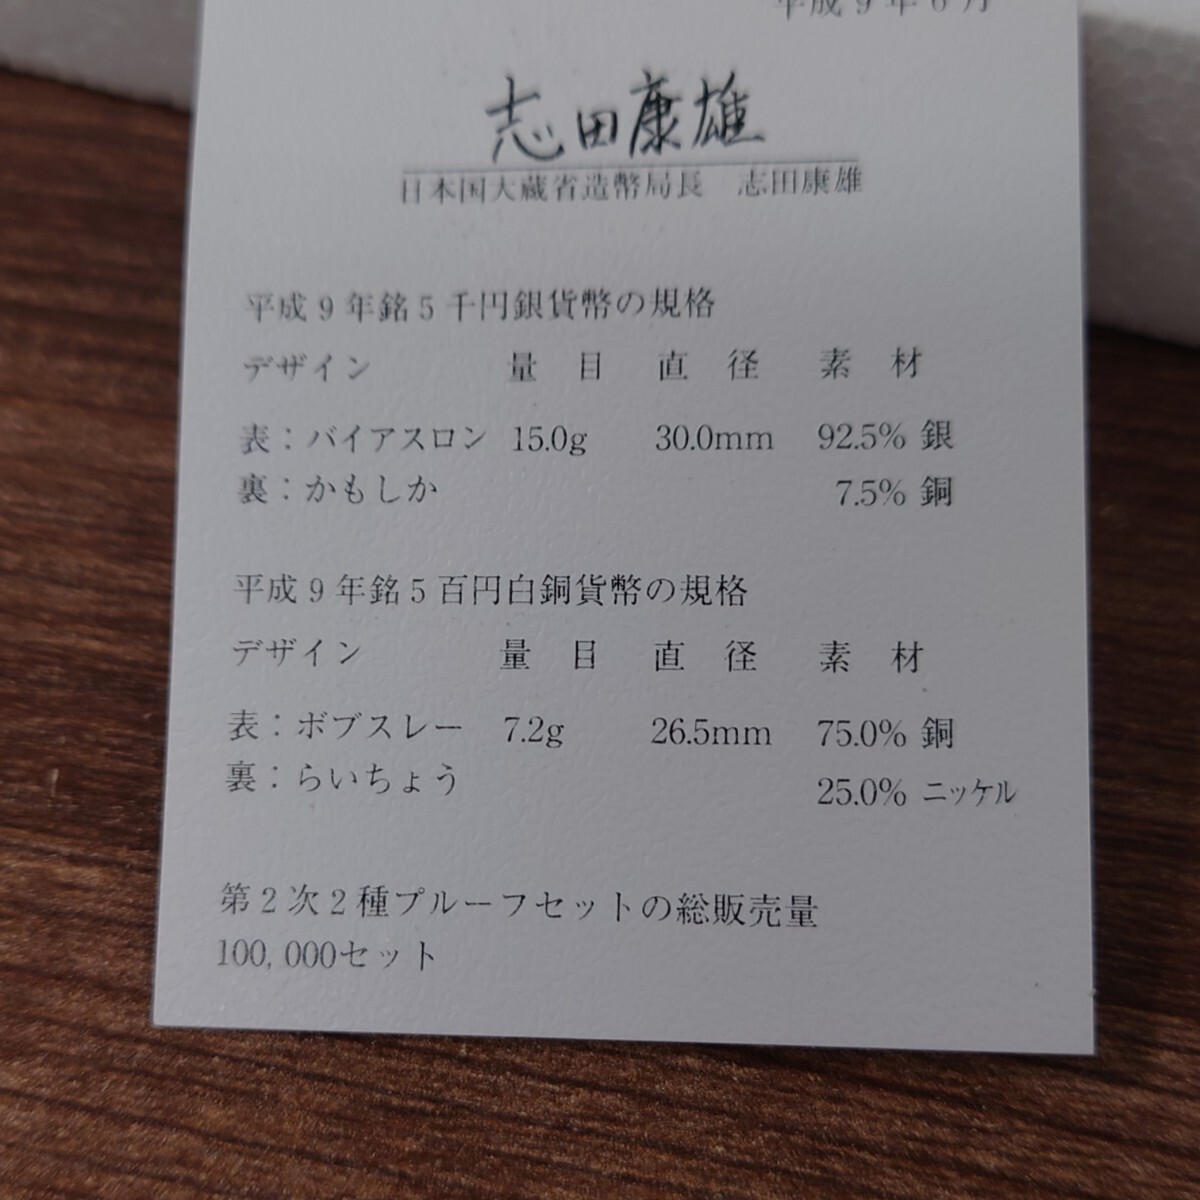 平成9年6月
志田康雄
日本国大蔵省造幣局長 志田康雄
平成9年銘5千円銀貨幣の規格
デザイン 量目 直径 素材
表：バイアスロン 15.0g 30.0mm 92.5% 銀
裏：かもしか 7.5% 銅
平成9年銘5百円白銅貨幣の規格
デザイン 量目 直径 素材
表：ボブスレー 7.2g 26.5mm 75.0% 銅
裏：らいちょう 25.0% ニッケル
第2次2種プルーフセットの総販売量
100,000セット